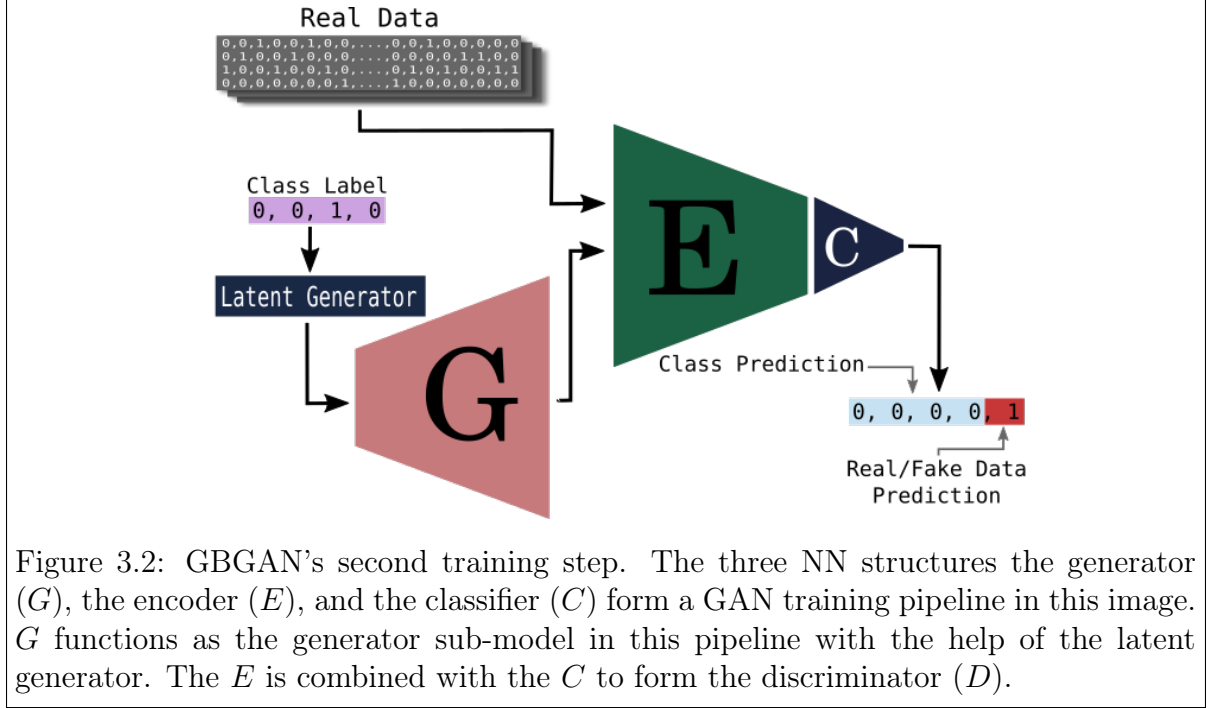 Real Data
0,0,1,0,0,1,0,0,...,0,0,1,0,0,0,0,0
0,1,0,0,1,0,0,0,...,0,0,0,0,1,1,0,0
1,0,0,1,0,0,1,0,...,0,1,0,1,0,0,1,1
0,0,0,0,0,0,0,1,...,1,0,0,0,0,0,0,0
Class Label
0, 0, 1, 0
Latent Generator
G
E
C
Class Prediction
0, 0, 0, 0, 1
Real/Fake Data
Prediction
Figure 3.2: GBGAN's second training step. The three NN structures the generator
(G), the encoder (E), and the classifier (C) form a GAN training pipeline in this image.
G functions as the generator sub-model in this pipeline with the help of the latent
generator. The E is combined with the C to form the discriminator (D).